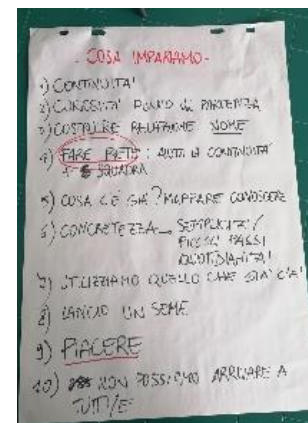 - COSA IMPARIAMO -
1) CONTINUITA'
2) CURIOSITA' PUNTO di PARTENZA
3) COSTRUIRE RELAZIONE NOME
4) FARE RETE: AIUTI LA CONTINUITA'
SQUADRA
5) COSA C'È GIA'? MAPPARE CONOSCERE
6) CONCRETEZZA → SEMPLICITA' /
PICCOLI PASSI
QUOTIDIANITA'
7) UTILIZZIAMO QUELLO CHE GIA' C'È
8) LANCIO UN SEME
9) PIACERE
10) NON POSSIAMO ARRIVARE A
TUTTI/E